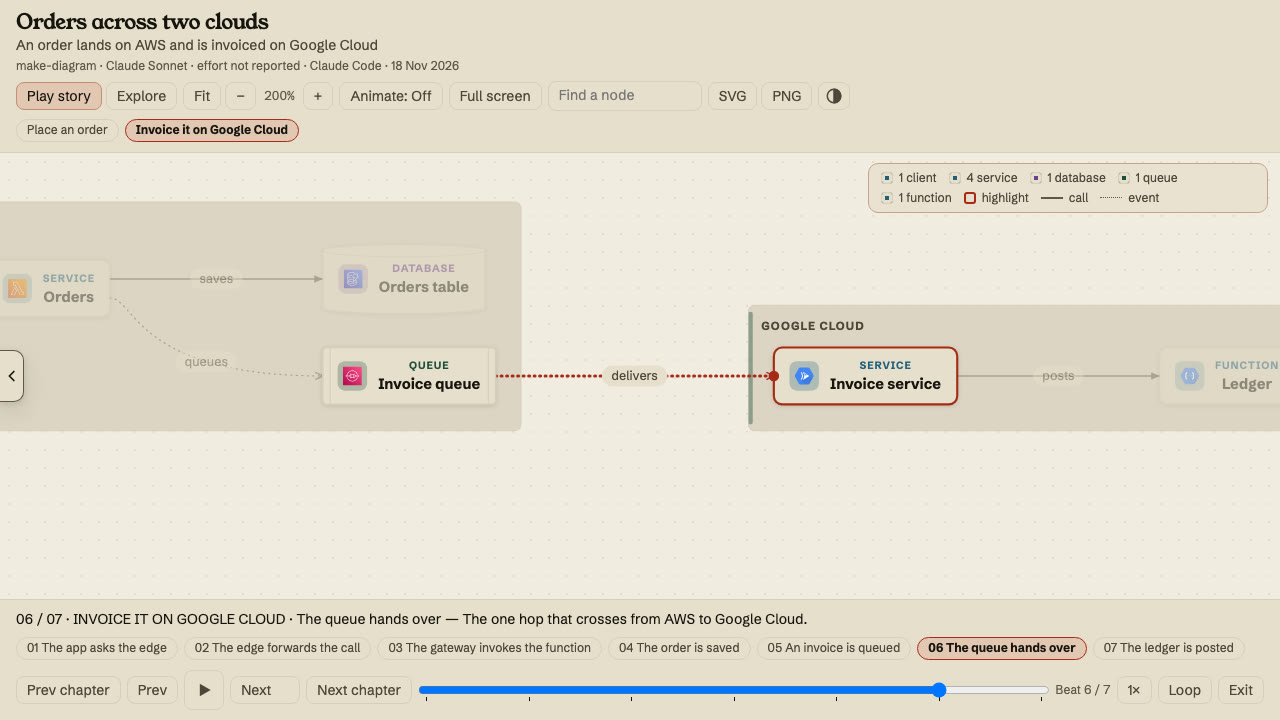 Orders across two clouds
An order lands on AWS and is invoiced on Google Cloud
make-diagram · Claude Sonnet · effort not reported · Claude Code · 18 Nov 2026
Play story Explore Fit − 200% + Animate: Off Full screen Find a node SVG PNG
Place an order Invoice it on Google Cloud
1 client 4 service 1 database 1 queue
1 function highlight call event
SERVICE
Orders
saves
DATABASE
Orders table
queues
QUEUE
Invoice queue
delivers
GOOGLE CLOUD
SERVICE
Invoice service
posts
FUNCTION
Ledger
06 / 07 · INVOICE IT ON GOOGLE CLOUD · The queue hands over — The one hop that crosses from AWS to Google Cloud.
01 The app asks the edge 02 The edge forwards the call 03 The gateway invokes the function 04 The order is saved 05 An invoice is queued 06 The queue hands over 07 The ledger is posted
Prev chapter Prev Next Next chapter Beat 6 / 7 1× Loop Exit